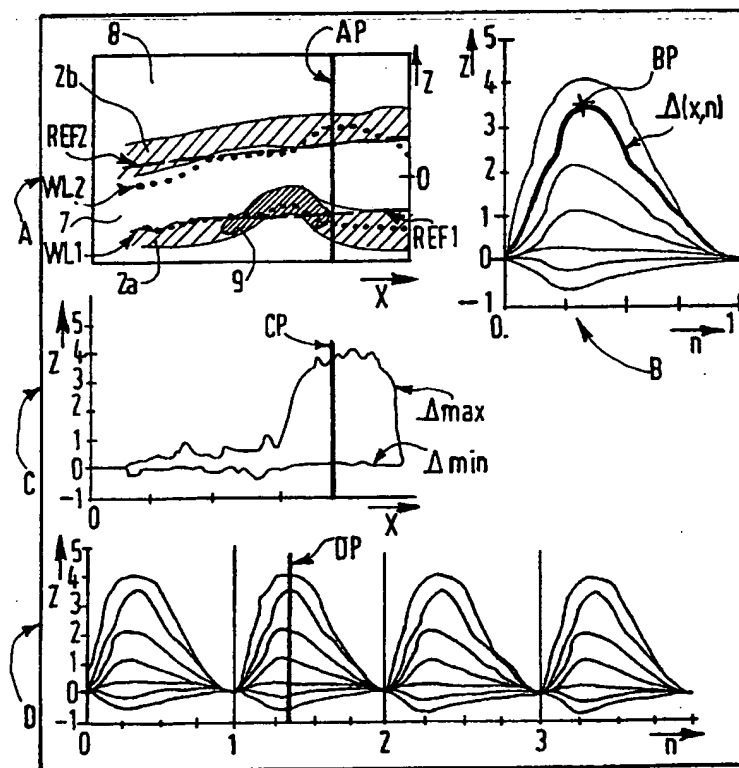 8
AP
2b
Z
REF2
0
WL2
A
7
WL1
2a
9
REF1
X
5
Z
4
BP
3
Δ(x,n)
2
1
0
-1
0.
1
n
B
CP
5
Z
4
3
2
Δmax
1
Δmin
0
C
-1
0
X
DP
5
Z
4
3
2
1
0
D
-1
0
1
2
3
n